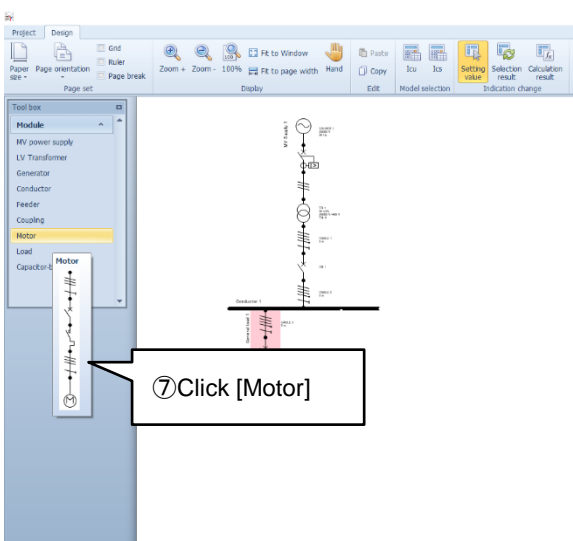 Project Design
Paper size
Page orientation
Grid
Ruler
Page break
Page set
Zoom +
Zoom -
100%
Fit to Window
Fit to page width
Hand
Display
Paste
Copy
Edit
Icu
Ics
Model selection
Setting value
Selection result
Calculation result
Indication change
Tool box
Module
MV power supply
LV Transformer
Generator
Conductor
Feeder
Coupling
Motor
Load
Capacitor-b
Motor
M
MV Supply 1
Conductor 1
General load 1
⑦Click [Motor]